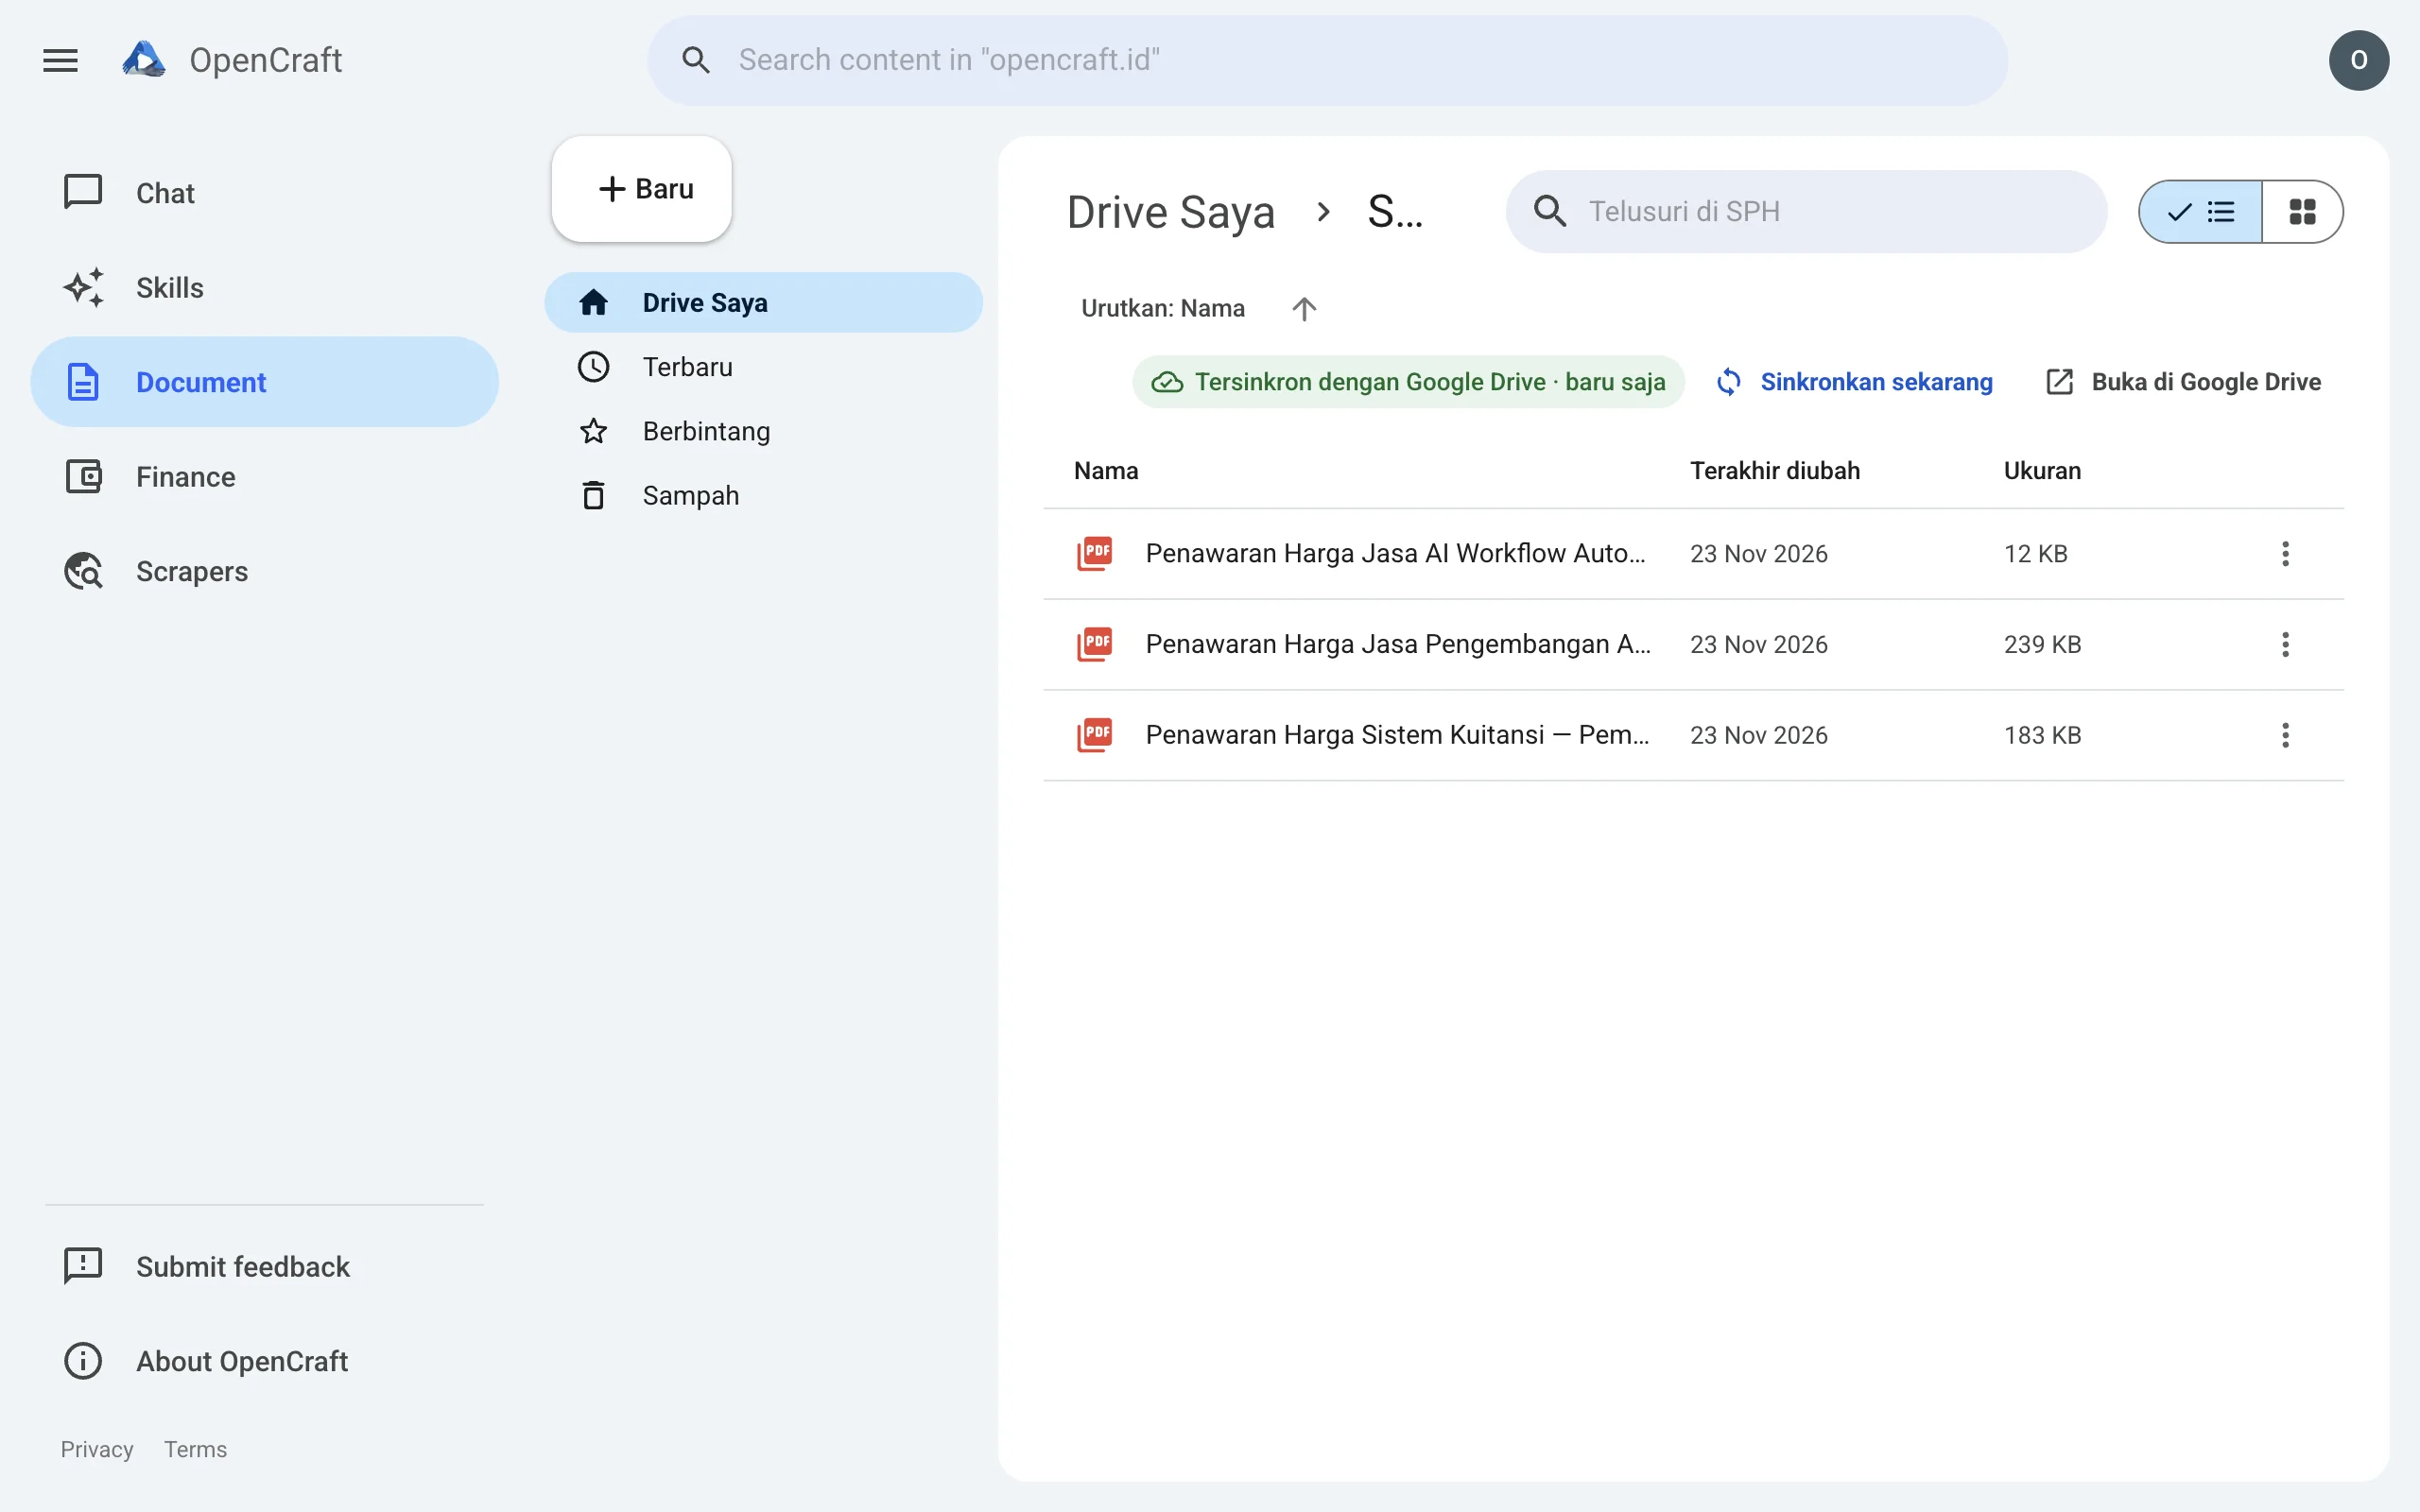 OpenCraft
Search content in "opencraft.id"
O
Chat
Skills
Document
Finance
Scrapers
Submit feedback
About OpenCraft
Privacy Terms
Baru
Drive Saya
Terbaru
Berbintang
Sampah
Drive Saya S...
Telusuri di SPH
Urutkan: Nama
Tersinkron dengan Google Drive · baru saja
Sinkronkan sekarang
Buka di Google Drive
Nama Terakhir diubah Ukuran
PDF Penawaran Harga Jasa AI Workflow Auto... 23 Nov 2026 12 KB
PDF Penawaran Harga Jasa Pengembangan A... 23 Nov 2026 239 KB
PDF Penawaran Harga Sistem Kuitansi — Pem... 23 Nov 2026 183 KB